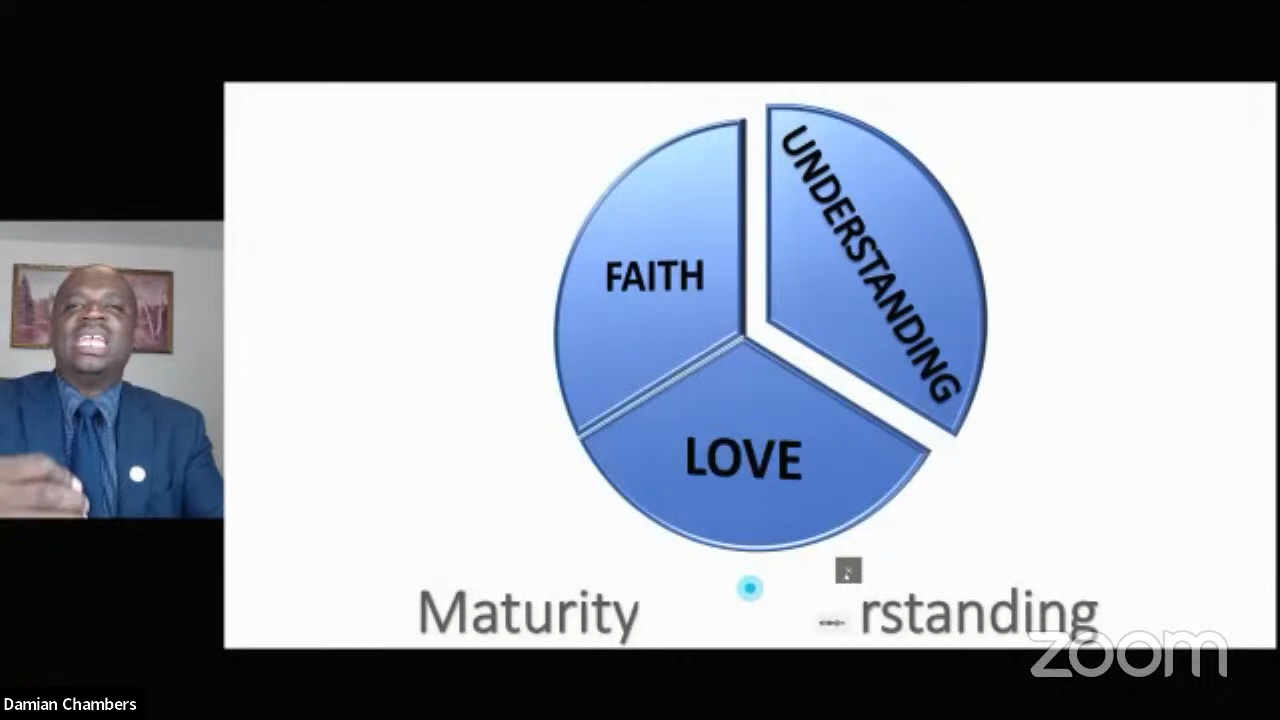 UNDERSTANDING
FAITH
LOVE
Maturity rstanding
zoom
Damian Chambers